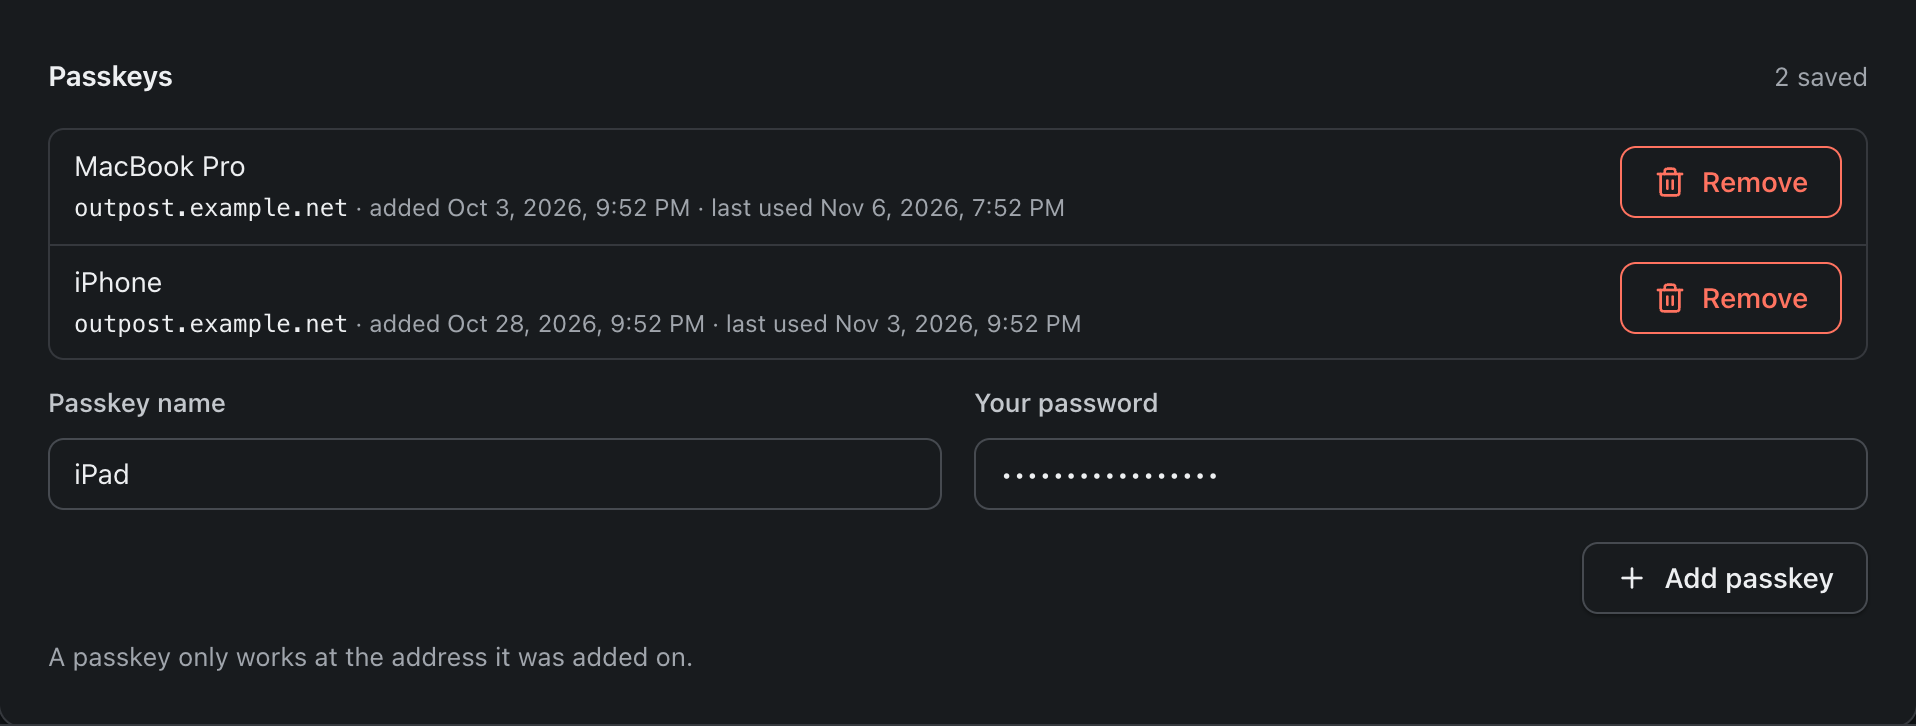 Passkeys
2 saved
MacBook Pro
outpost.example.net · added Oct 3, 2026, 9:52 PM · last used Nov 6, 2026, 7:52 PM
Remove
iPhone
outpost.example.net · added Oct 28, 2026, 9:52 PM · last used Nov 3, 2026, 9:52 PM
Remove
Passkey name
Your password
iPad
•••••••••••••••••
+ Add passkey
A passkey only works at the address it was added on.